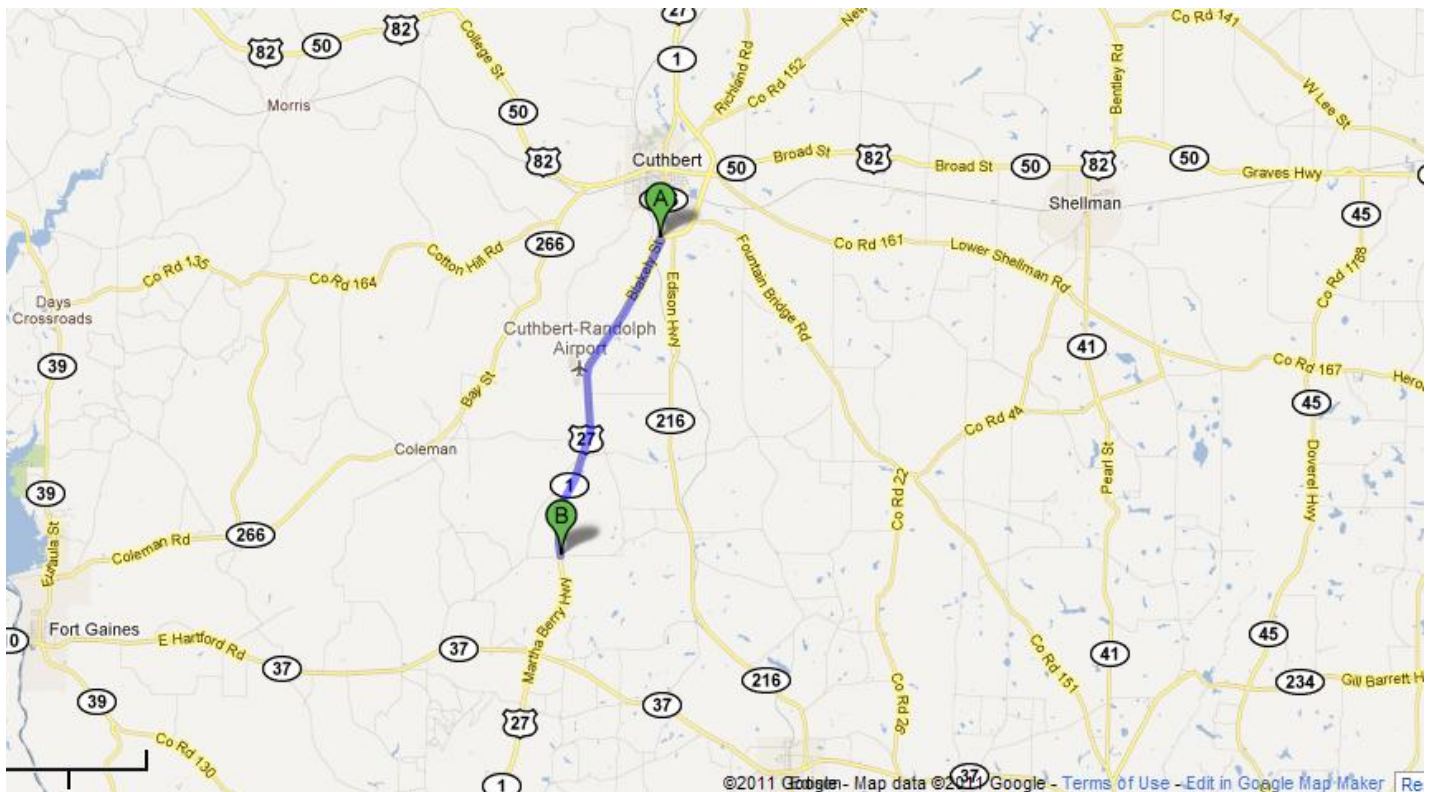 27
Co Rd 141
82
82
50
1
College St
Richland Rd
Co Rd 152
Bentley Rd
W Lee St
Morris
50
82
Cuthbert
50
Broad St
82
Broad St
50
82
50
Graves Hwy
A
Shellman
45
266
Cotton Hill Rd
Co Rd 161
Lower Shellman Rd
Co Rd 135
Co Rd 164
Blakely St
Edison Hwy
Fountain Bridge Rd
Co Rd 1788
Days
Crossroads
Cuthbert-Randolph
Airport
39
41
Co Rd 167
Bay St
45
216
Co Rd 44
27
Coleman
Pearl St
Doverel Hwy
39
1
Co Rd 22
B
266
Coleman Rd
Eufaula St
Martha Berry Hwy
Fort Gaines
E Hartford Rd
37
37
45
41
Co Rd 151
216
234
Gill Barrett H
39
37
Co Rd 26
27
Co Rd 130
1
37
©2011 Google - Map data ©2011 Google - Terms of Use - Edit in Google Map Maker
Re